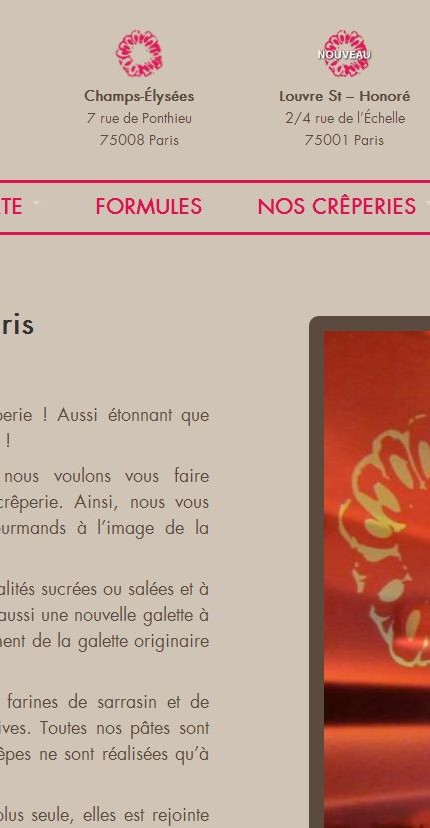 NOUVEAU
Champs-Élysées
7 rue de Ponthieu
75008 Paris
Louvre St – Honoré
2/4 rue de l'Échelle
75001 Paris
TE
FORMULES
NOS CRÊPERIES
ris
perie ! Aussi étonnant que
!
nous voulons vous faire
crêperie. Ainsi, nous vous
urmands à l'image de la
alités sucrées ou salées et à
aussi une nouvelle galette à
ent de la galette originaire
farines de sarrasin et de
ives. Toutes nos pâtes sont
êpes ne sont réalisées qu'à
plus seule, elles est rejointe